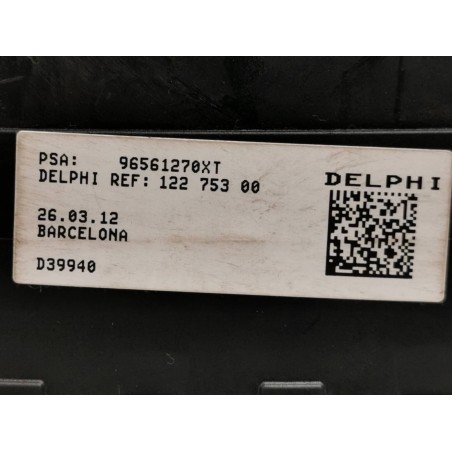 PSA: 96561270XT
DELPHI REF: 122 753 00
DELPHI
26.03.12
BARCELONA
D39940